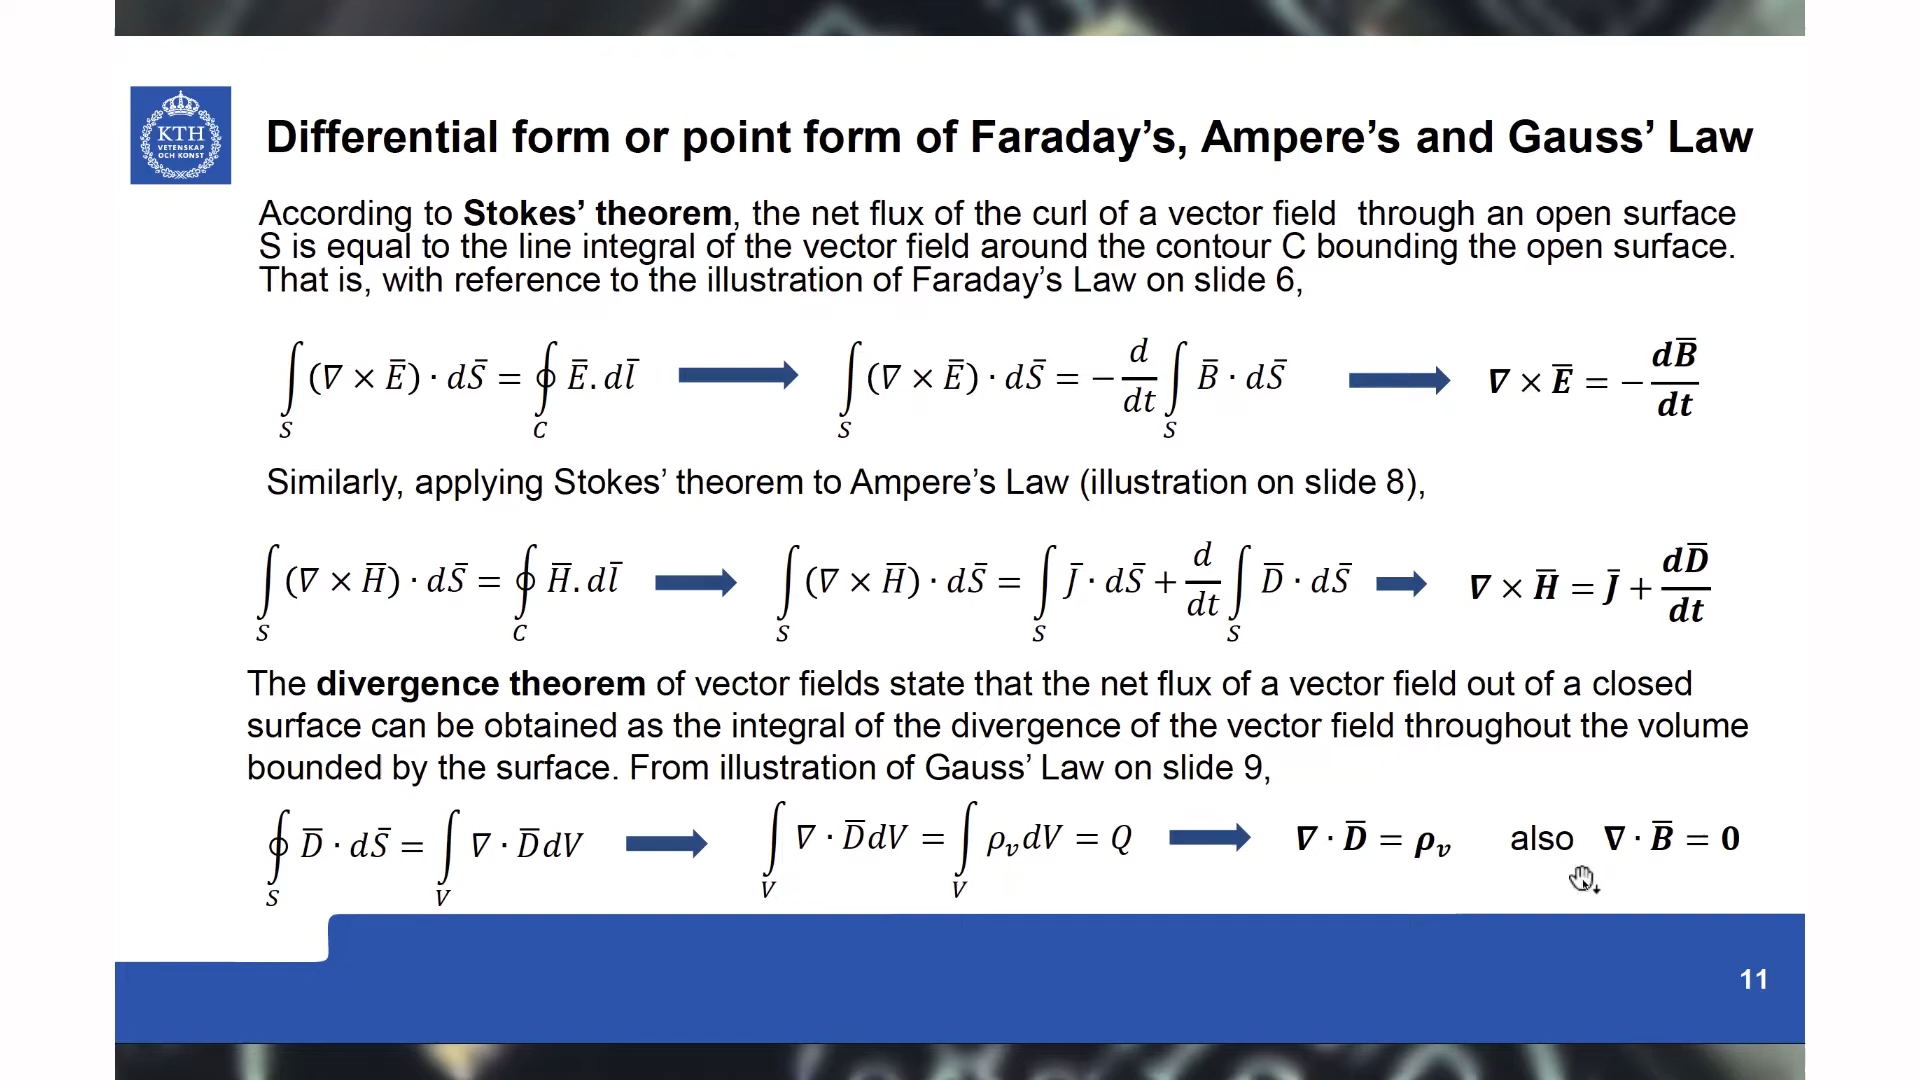 KTH
VETENSKAP
OCH KONST
Differential form or point form of Faraday’s, Ampere’s and Gauss’ Law
According to Stokes’ theorem, the net flux of the curl of a vector field through an open surface
S is equal to the line integral of the vector field around the contour C bounding the open surface.
That is, with reference to the illustration of Faraday’s Law on slide 6,
∫_S (∇ × E̅) · dS̅ = ∮_C E̅. dl̅ ∫_S (∇ × E̅) · dS̅ = − d/dt ∫_S B̅ · dS̅ ∇ × E̅ = − dB̅/dt
Similarly, applying Stokes’ theorem to Ampere’s Law (illustration on slide 8),
∫_S (∇ × H̅) · dS̅ = ∮_C H̅. dl̅ ∫_S (∇ × H̅) · dS̅ = ∫_S J̅ · dS̅ + d/dt ∫_S D̅ · dS̅ ∇ × H̅ = J̅ + dD̅/dt
The divergence theorem of vector fields state that the net flux of a vector field out of a closed
surface can be obtained as the integral of the divergence of the vector field throughout the volume
bounded by the surface. From illustration of Gauss’ Law on slide 9,
∮_S D̅ · dS̅ = ∫_V ∇ · D̅dV ∫_V ∇ · D̅dV = ∫_V ρ_v dV = Q ∇ · D̅ = ρ_v also ∇ · B̅ = 0
11